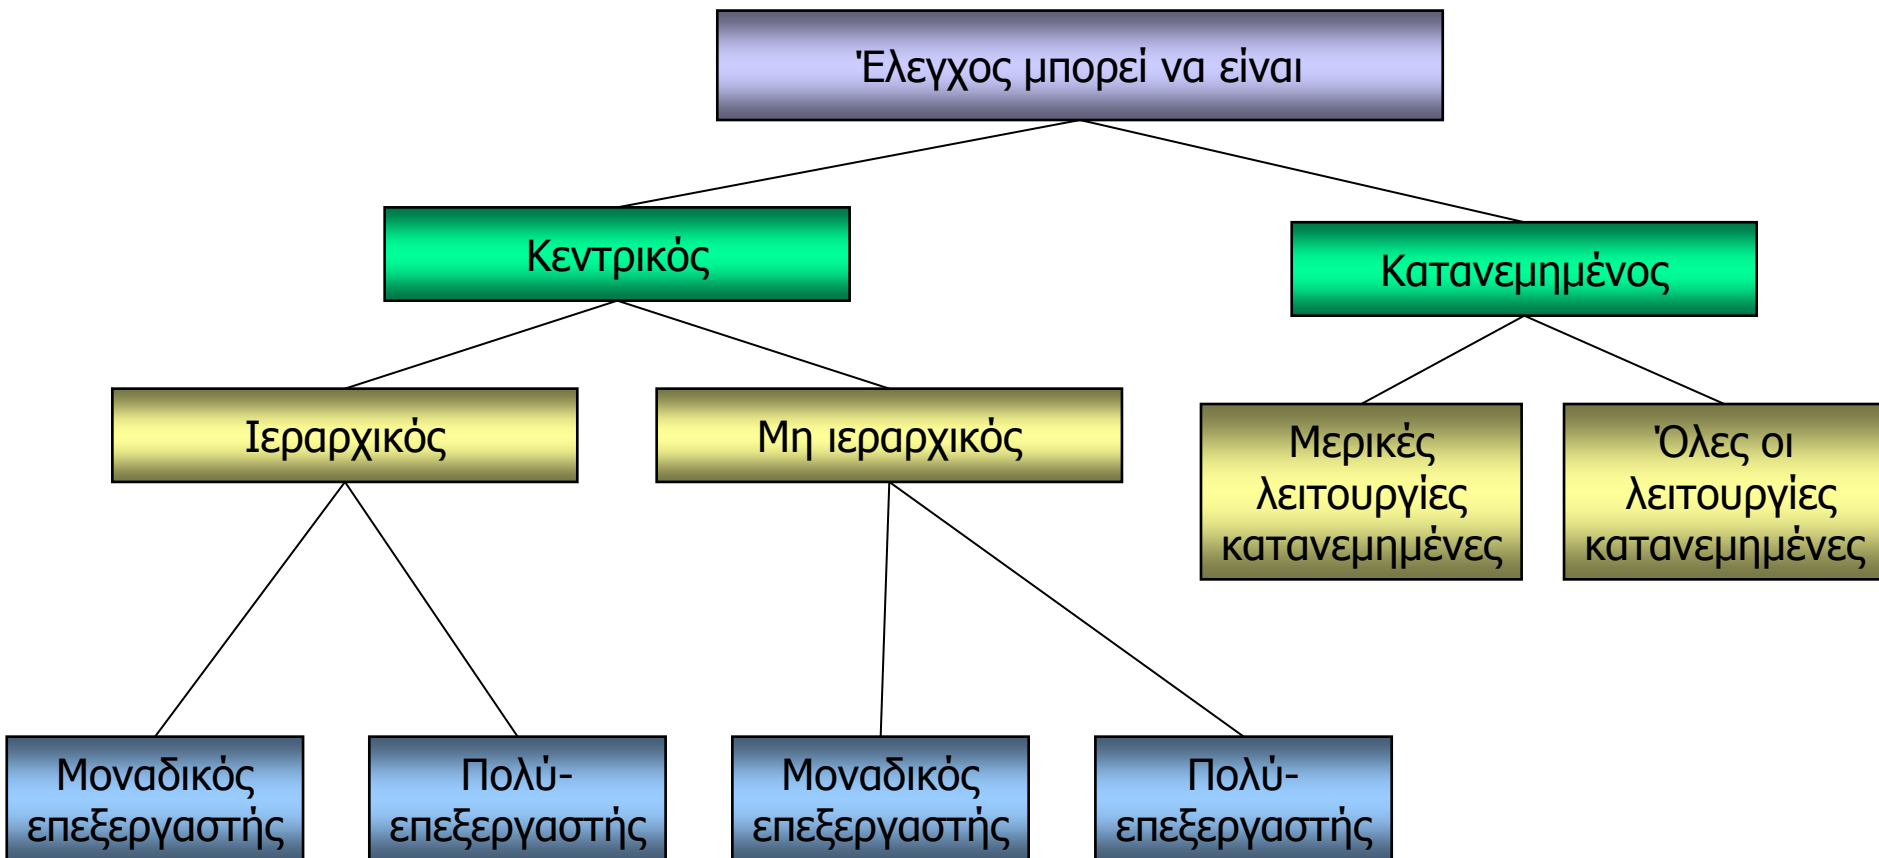 Έλεγχος μπορεί να είναι
Κεντρικός
Κατανεμημένος
Ιεραρχικός
Μη ιεραρχικός
Μερικές
λειτουργίες
κατανεμημένες
Όλες οι
λειτουργίες
κατανεμημένες
Μοναδικός
επεξεργαστής
Πολύ-
επεξεργαστής
Μοναδικός
επεξεργαστής
Πολύ-
επεξεργαστής